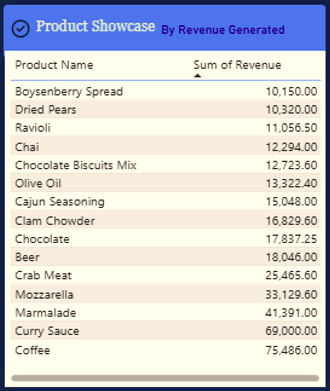 Product Showcase By Revenue Generated
Product Name Sum of Revenue
Boysenberry Spread 10,150.00
Dried Pears 10,320.00
Ravioli 11,056.50
Chai 12,294.00
Chocolate Biscuits Mix 12,723.60
Olive Oil 13,322.40
Cajun Seasoning 15,048.00
Clam Chowder 16,829.60
Chocolate 17,837.25
Beer 18,046.00
Crab Meat 25,465.60
Mozzarella 33,129.60
Marmalade 41,391.00
Curry Sauce 69,000.00
Coffee 75,486.00